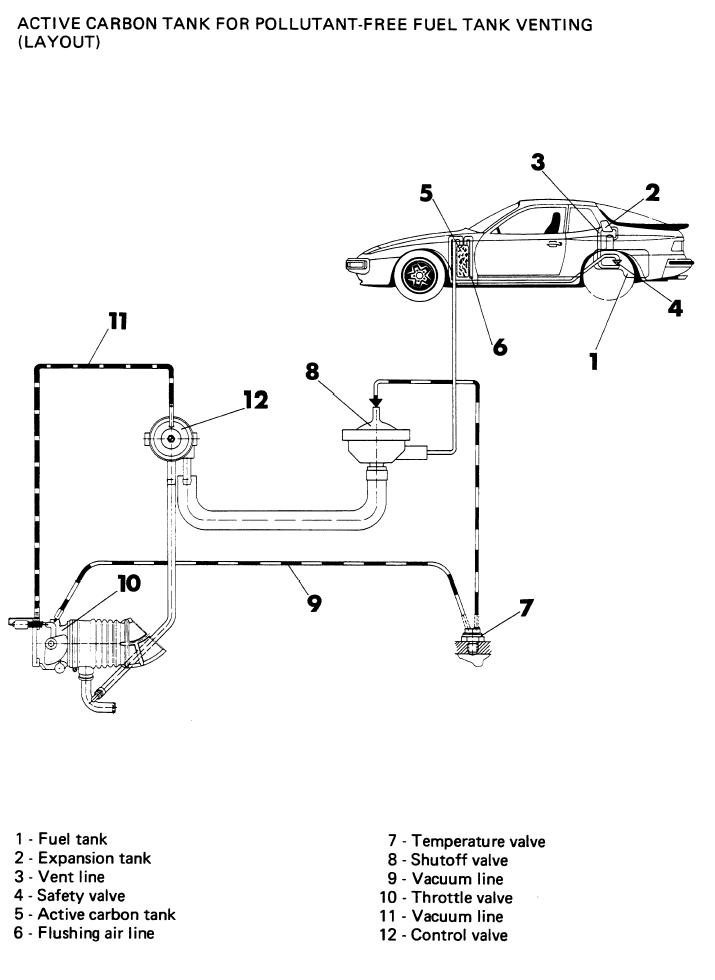 ACTIVE CARBON TANK FOR POLLUTANT-FREE FUEL TANK VENTING
(LAYOUT)
3
2
5
4
6
1
11
8
12
10
9
7
1 - Fuel tank
2 - Expansion tank
3 - Vent line
4 - Safety valve
5 - Active carbon tank
6 - Flushing air line
7 - Temperature valve
8 - Shutoff valve
9 - Vacuum line
10 - Throttle valve
11 - Vacuum line
12 - Control valve